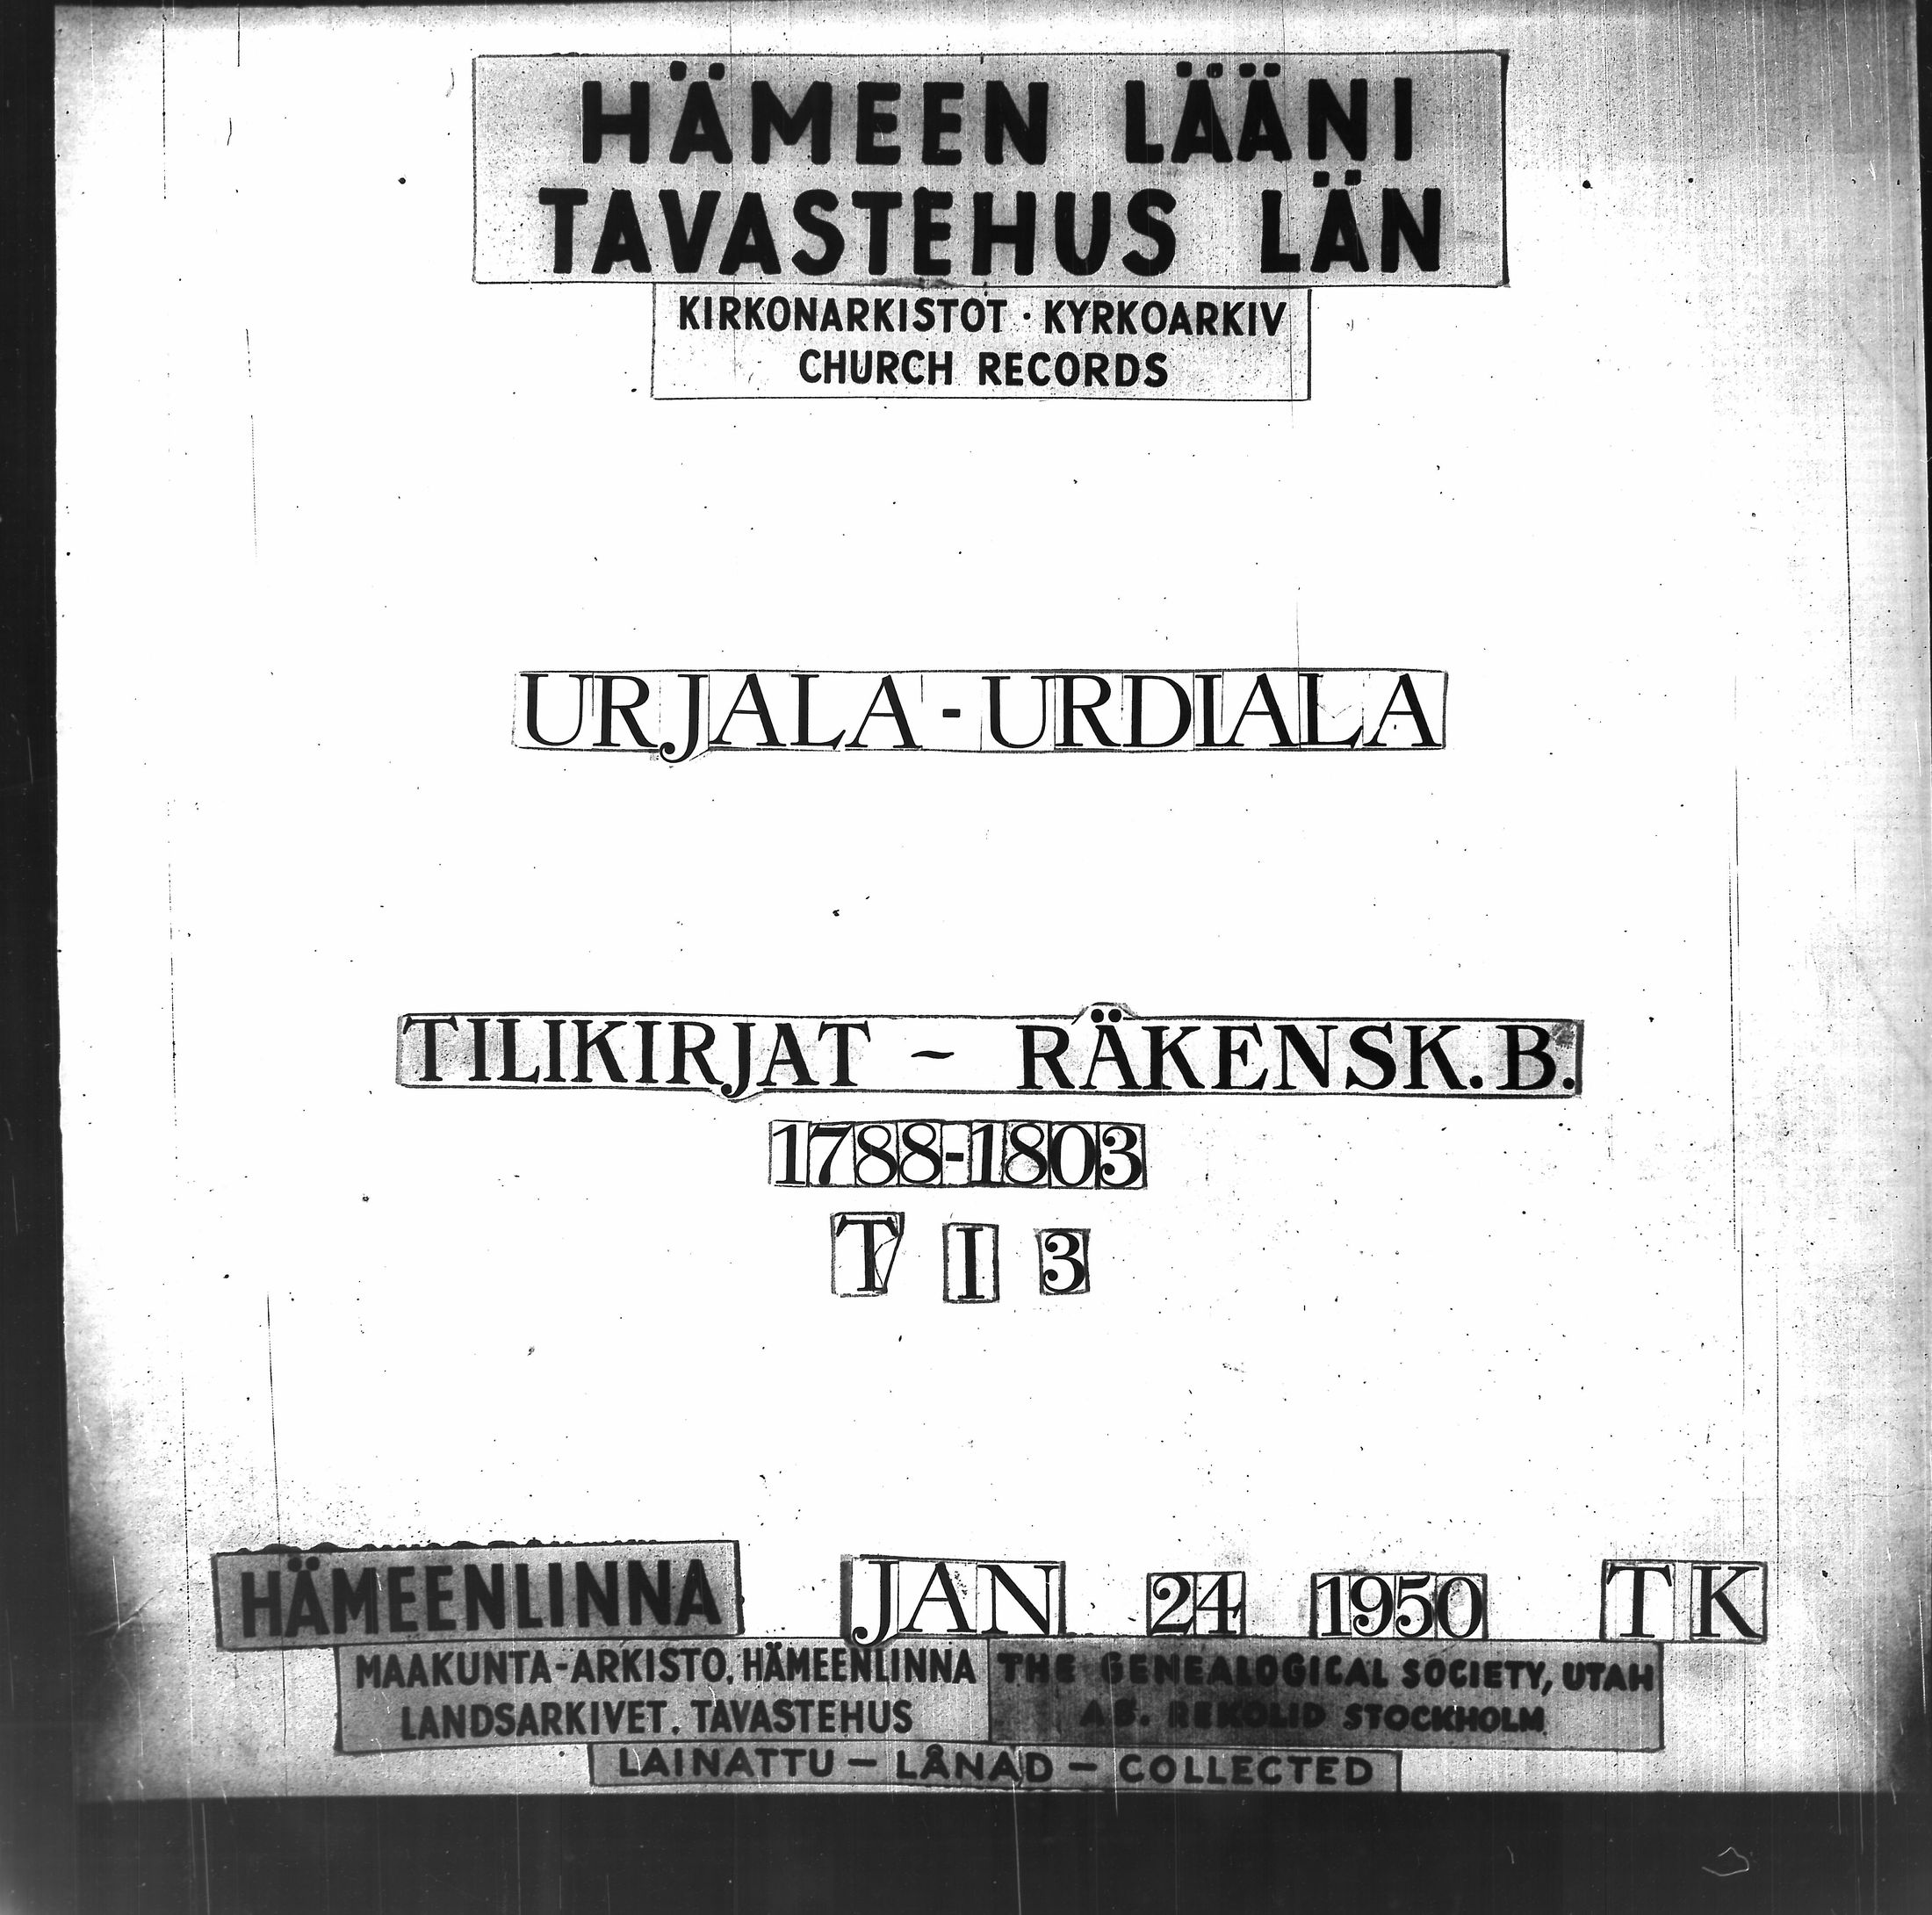 HÄMEEN LÄÄNI
TAVASTEHUS LÄN
KIRKONARKISTOT · KYRKOARKIV
CHURCH RECORDS
URJALA - URDIALA
TILIKIRJAT – RÄKENSK. B.
1788-1803
T I 3
HÄMEENLINNA JAN 24 1950 TK
MAAKUNTA-ARKISTO, HÄMEENLINNA
LANDSARKIVET, TAVASTEHUS
THE GENEALOGICAL SOCIETY, UTAH
AB. REKOLID STOCKHOLM
LAINATTU – LÅNAD – COLLECTED